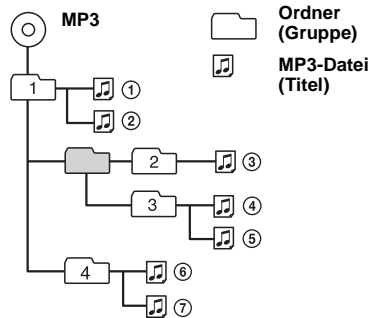 MP3
Ordner
(Gruppe)
MP3-Datei
(Titel)
1
①
②
2
③
3
④
⑤
4
⑥
⑦